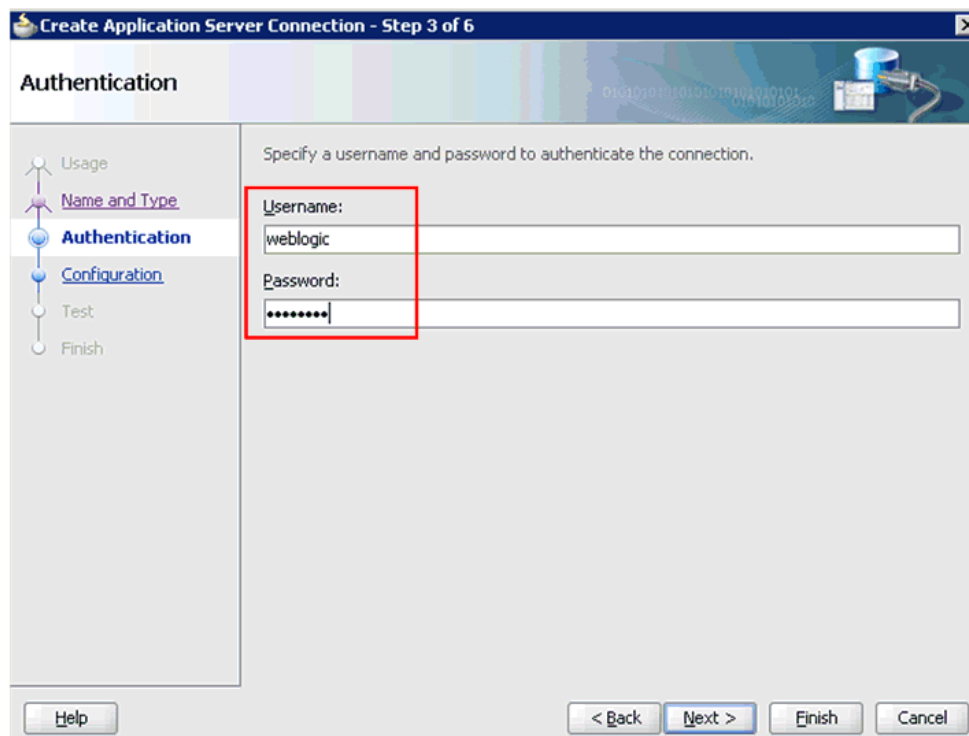 Create Application Server Connection - Step 3 of 6
Authentication
Usage
Name and Type
Authentication
Configuration
Test
Finish
Specify a username and password to authenticate the connection.
Username:
weblogic
Password:
••••••••
Help
< Back
Next >
Finish
Cancel